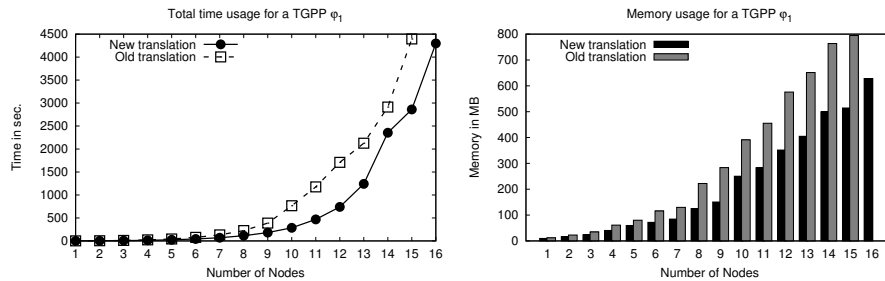 Total time usage for a TGPP φ1
4500
4000
3500
3000
2500
2000
1500
1000
500
0
Time in sec.
New translation
Old translation
1 2 3 4 5 6 7 8 9 10 11 12 13 14 15 16
Number of Nodes
Memory usage for a TGPP φ1
800
700
600
500
400
300
200
100
0
Memory in MB
New translation
Old translation
1 2 3 4 5 6 7 8 9 10 11 12 13 14 15 16
Number of Nodes